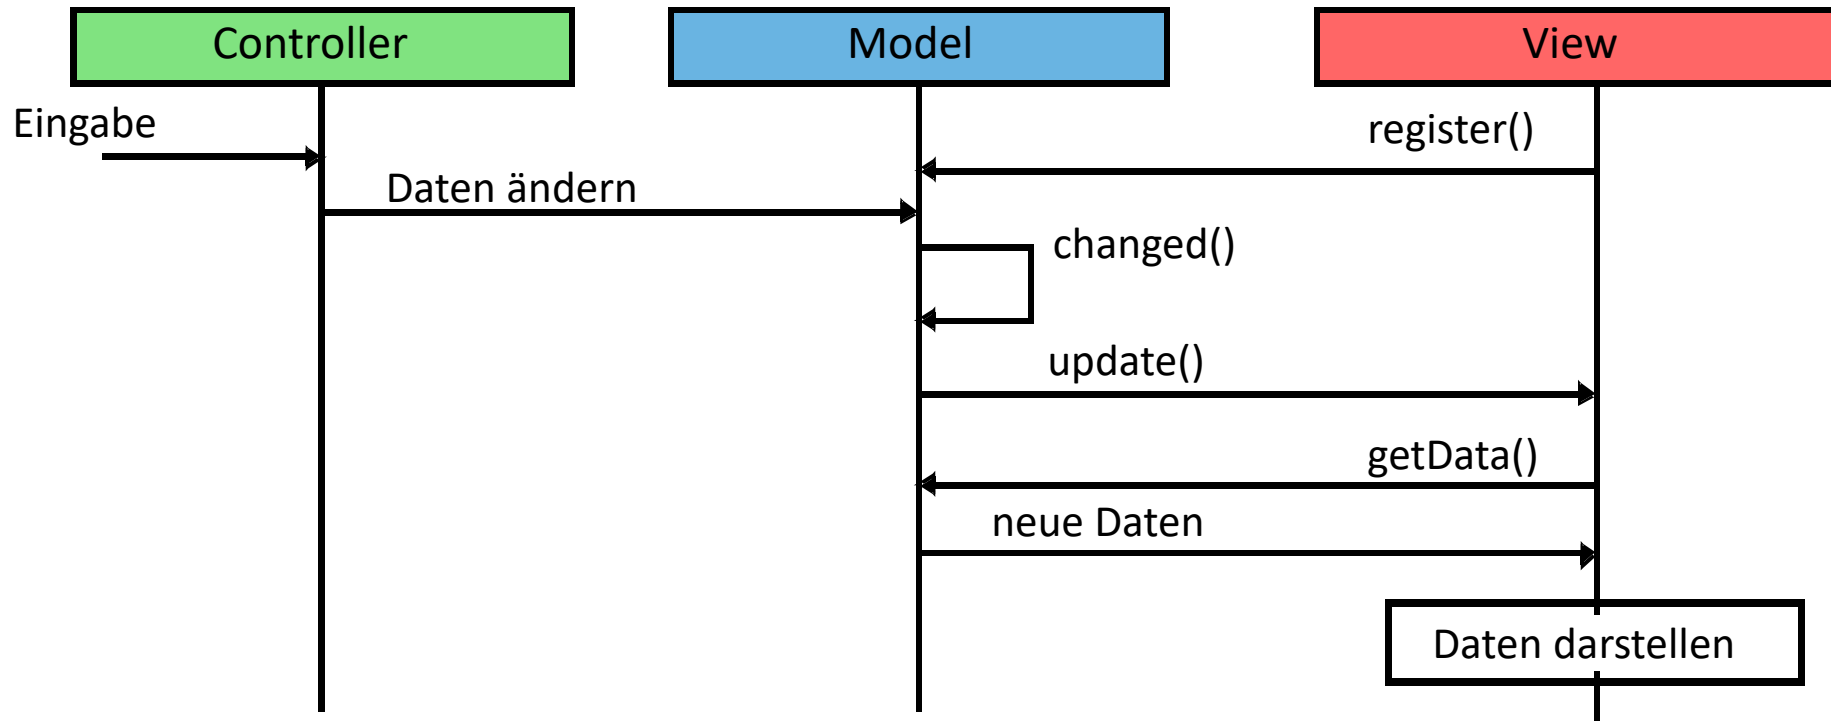 Controller
Model
View
Eingabe
register()
Daten ändern
changed()
update()
getData()
neue Daten
Daten darstellen